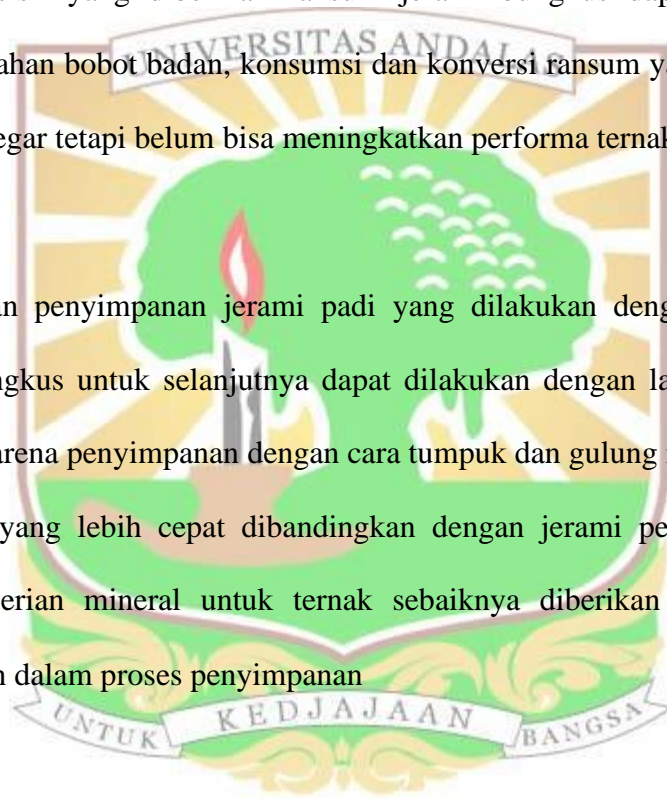 UNIVERSITAS ANDALAS
ahan bobot badan, konsumsi dan konversi ransum ya
egar tetapi belum bisa meningkatkan performa ternak
an penyimpanan jerami padi yang dilakukan deng
ngkus untuk selanjutnya dapat dilakukan dengan la
arena penyimpanan dengan cara tumpuk dan gulung
yang lebih cepat dibandingkan dengan jerami pe
erian mineral untuk ternak sebaiknya diberikan
n dalam proses penyimpanan
UNTUK KEDJAJAAN BANGSA